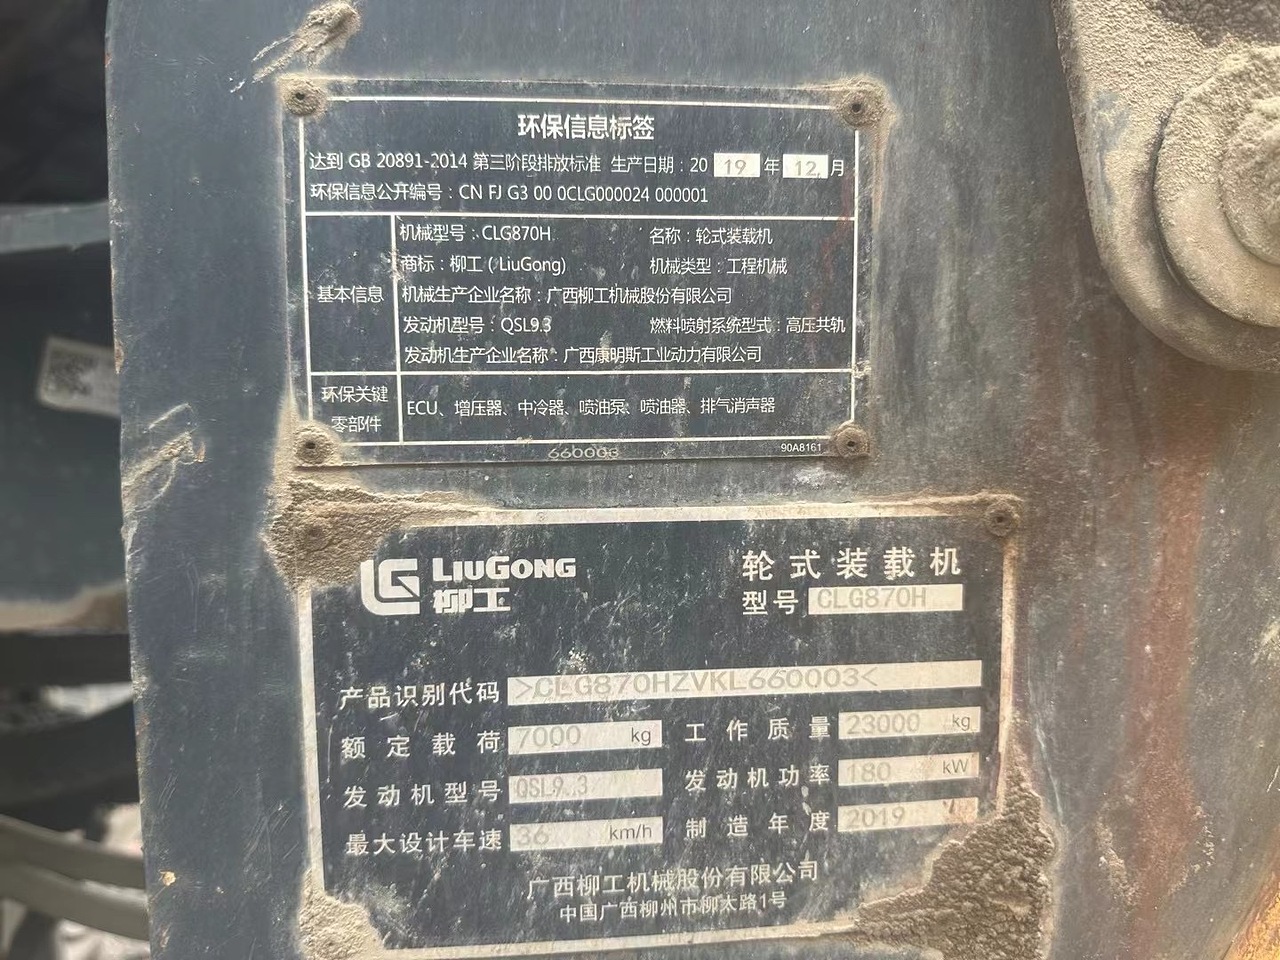 环保信息标签
达到 GB 20891-2014 第三阶段排放标准 生产日期：20 19 年 12 月
环保信息公开编号：CN FJ G3 00 0CLG000024 000001
基本信息
机械型号：CLG870H 名称：轮式装载机
商标：柳工（LiuGong） 机械类型：工程机械
机械生产企业名称：广西柳工机械股份有限公司
发动机型号：QSL9.3 燃料喷射系统型式：高压共轨
发动机生产企业名称：广西康明斯工业动力有限公司
环保关键
零部件
ECU、增压器、中冷器、喷油泵、喷油器、排气消声器
660003 90A8161
LG LIUGONG
柳工
轮式装载机
型号 CLG870H
产品识别代码 >CLG870HZVKL660003<
额定载荷 7000 kg 工作质量 23000 kg
发动机型号 QSL9.3 发动机功率 180 kW
最大设计车速 36 km/h 制造年度 2019
广西柳工机械股份有限公司
中国广西柳州市柳太路1号